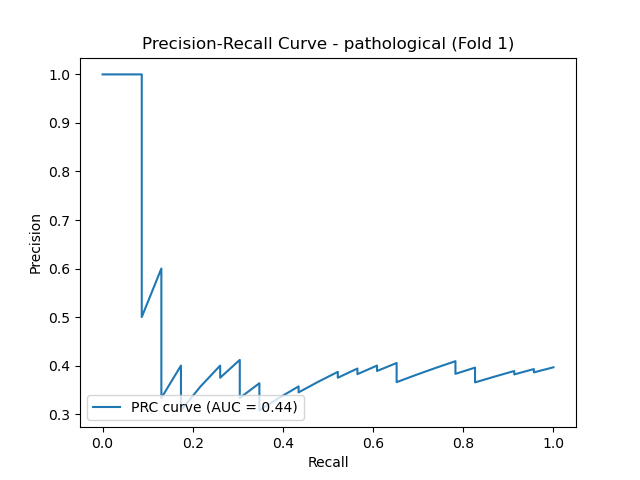 Precision-Recall Curve - pathological (Fold 1)
1.0
0.9
0.8
0.7
0.6
0.5
0.4
0.3
Precision
PRC curve (AUC = 0.44)
0.0 0.2 0.4 0.6 0.8 1.0
Recall